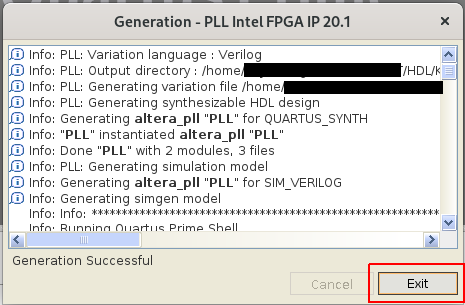 Generation - PLL Intel FPGA IP 20.1
Info: PLL: Variation language : Verilog
Info: PLL: Output directory : /home/ T/HDL/K
Info: PLL: Generating variation file /home/
Info: PLL: Generating synthesizable HDL design
Info: Generating altera_pll "PLL" for QUARTUS_SYNTH
Info: "PLL" instantiated altera_pll "PLL"
Info: Done "PLL" with 2 modules, 3 files
Info: PLL: Generating simulation model
Info: Generating altera_pll "PLL" for SIM_VERILOG
Info: Generating simgen model
Info: Info: **********************************************************
Info: Running Quartus Prime Shell
Generation Successful
Cancel
Exit